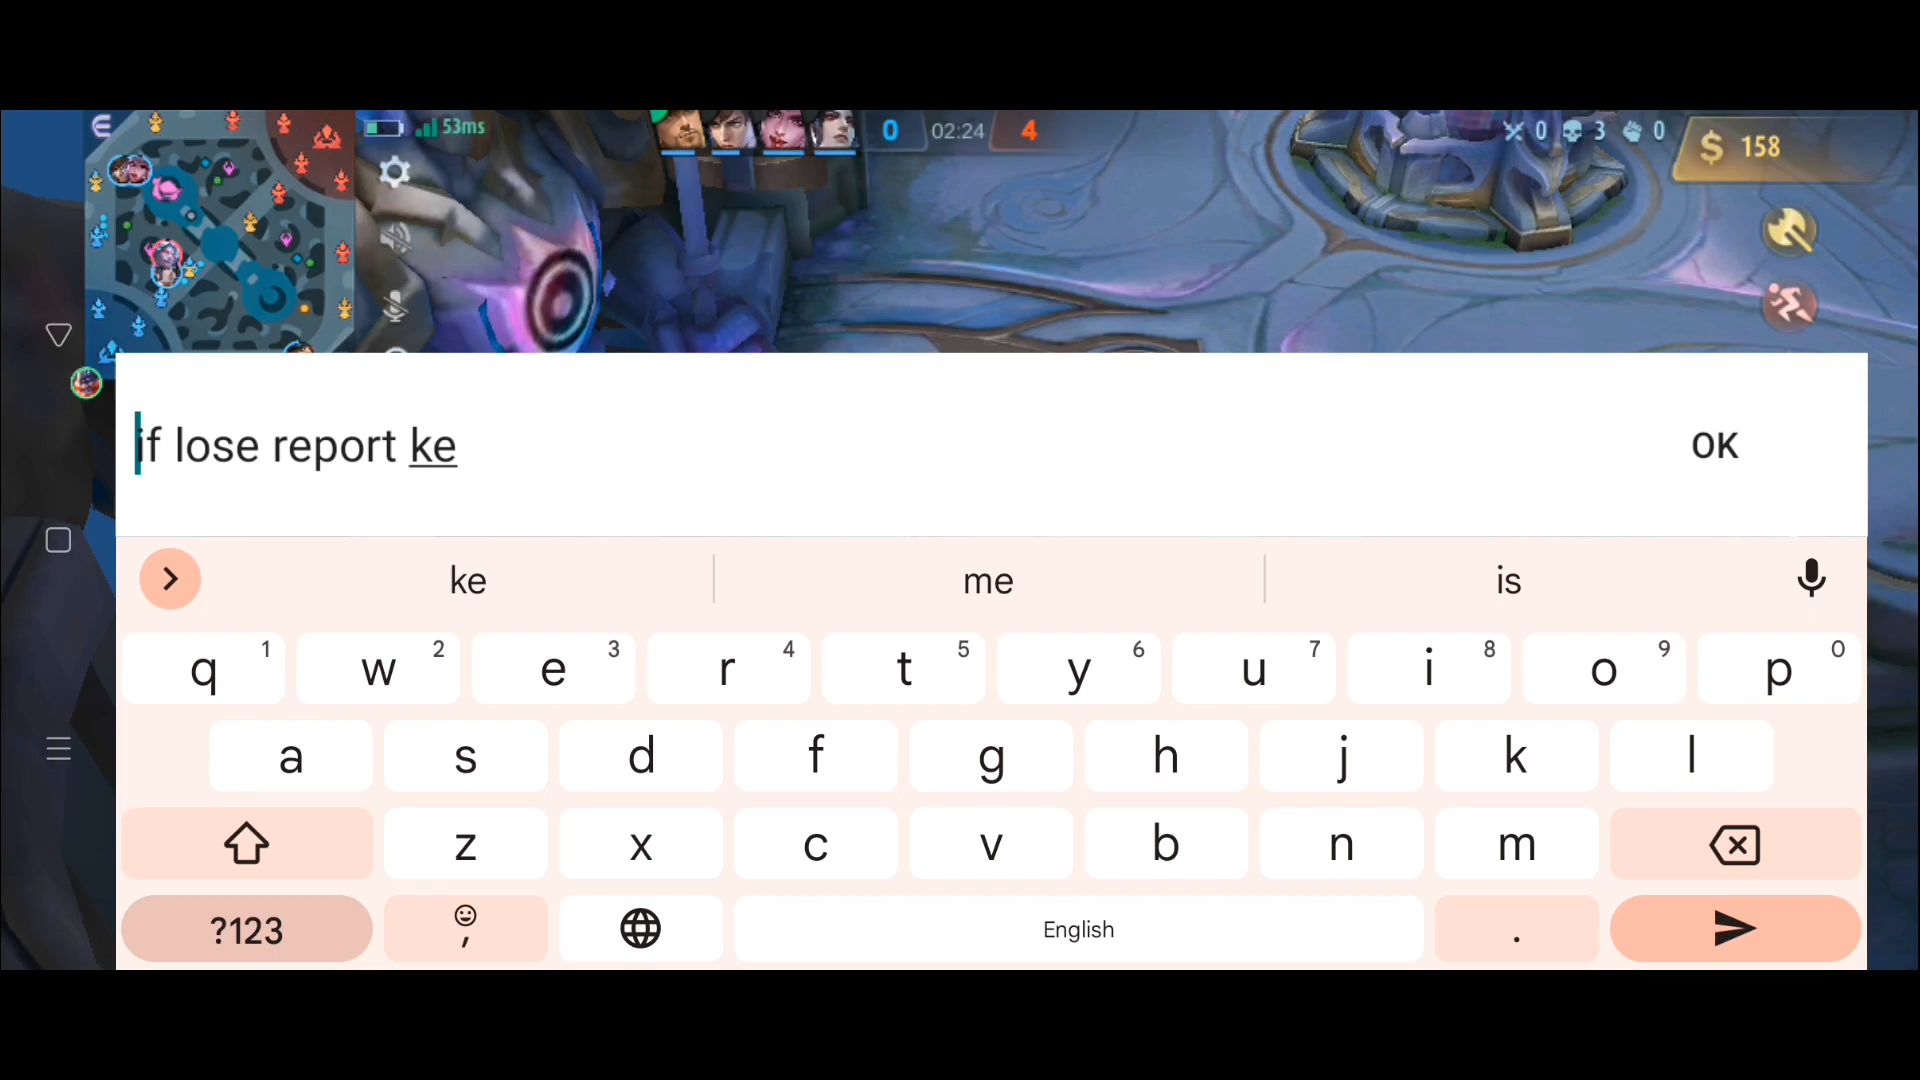 53ms
0 02:24 4
0 3 0
$ 158
if lose report ke
OK
ke me is
q 1 w 2 e 3 r 4 t 5 y 6 u 7 i 8 o 9 p 0
a s d f g h j k l
z x c v b n m
?123 , English .